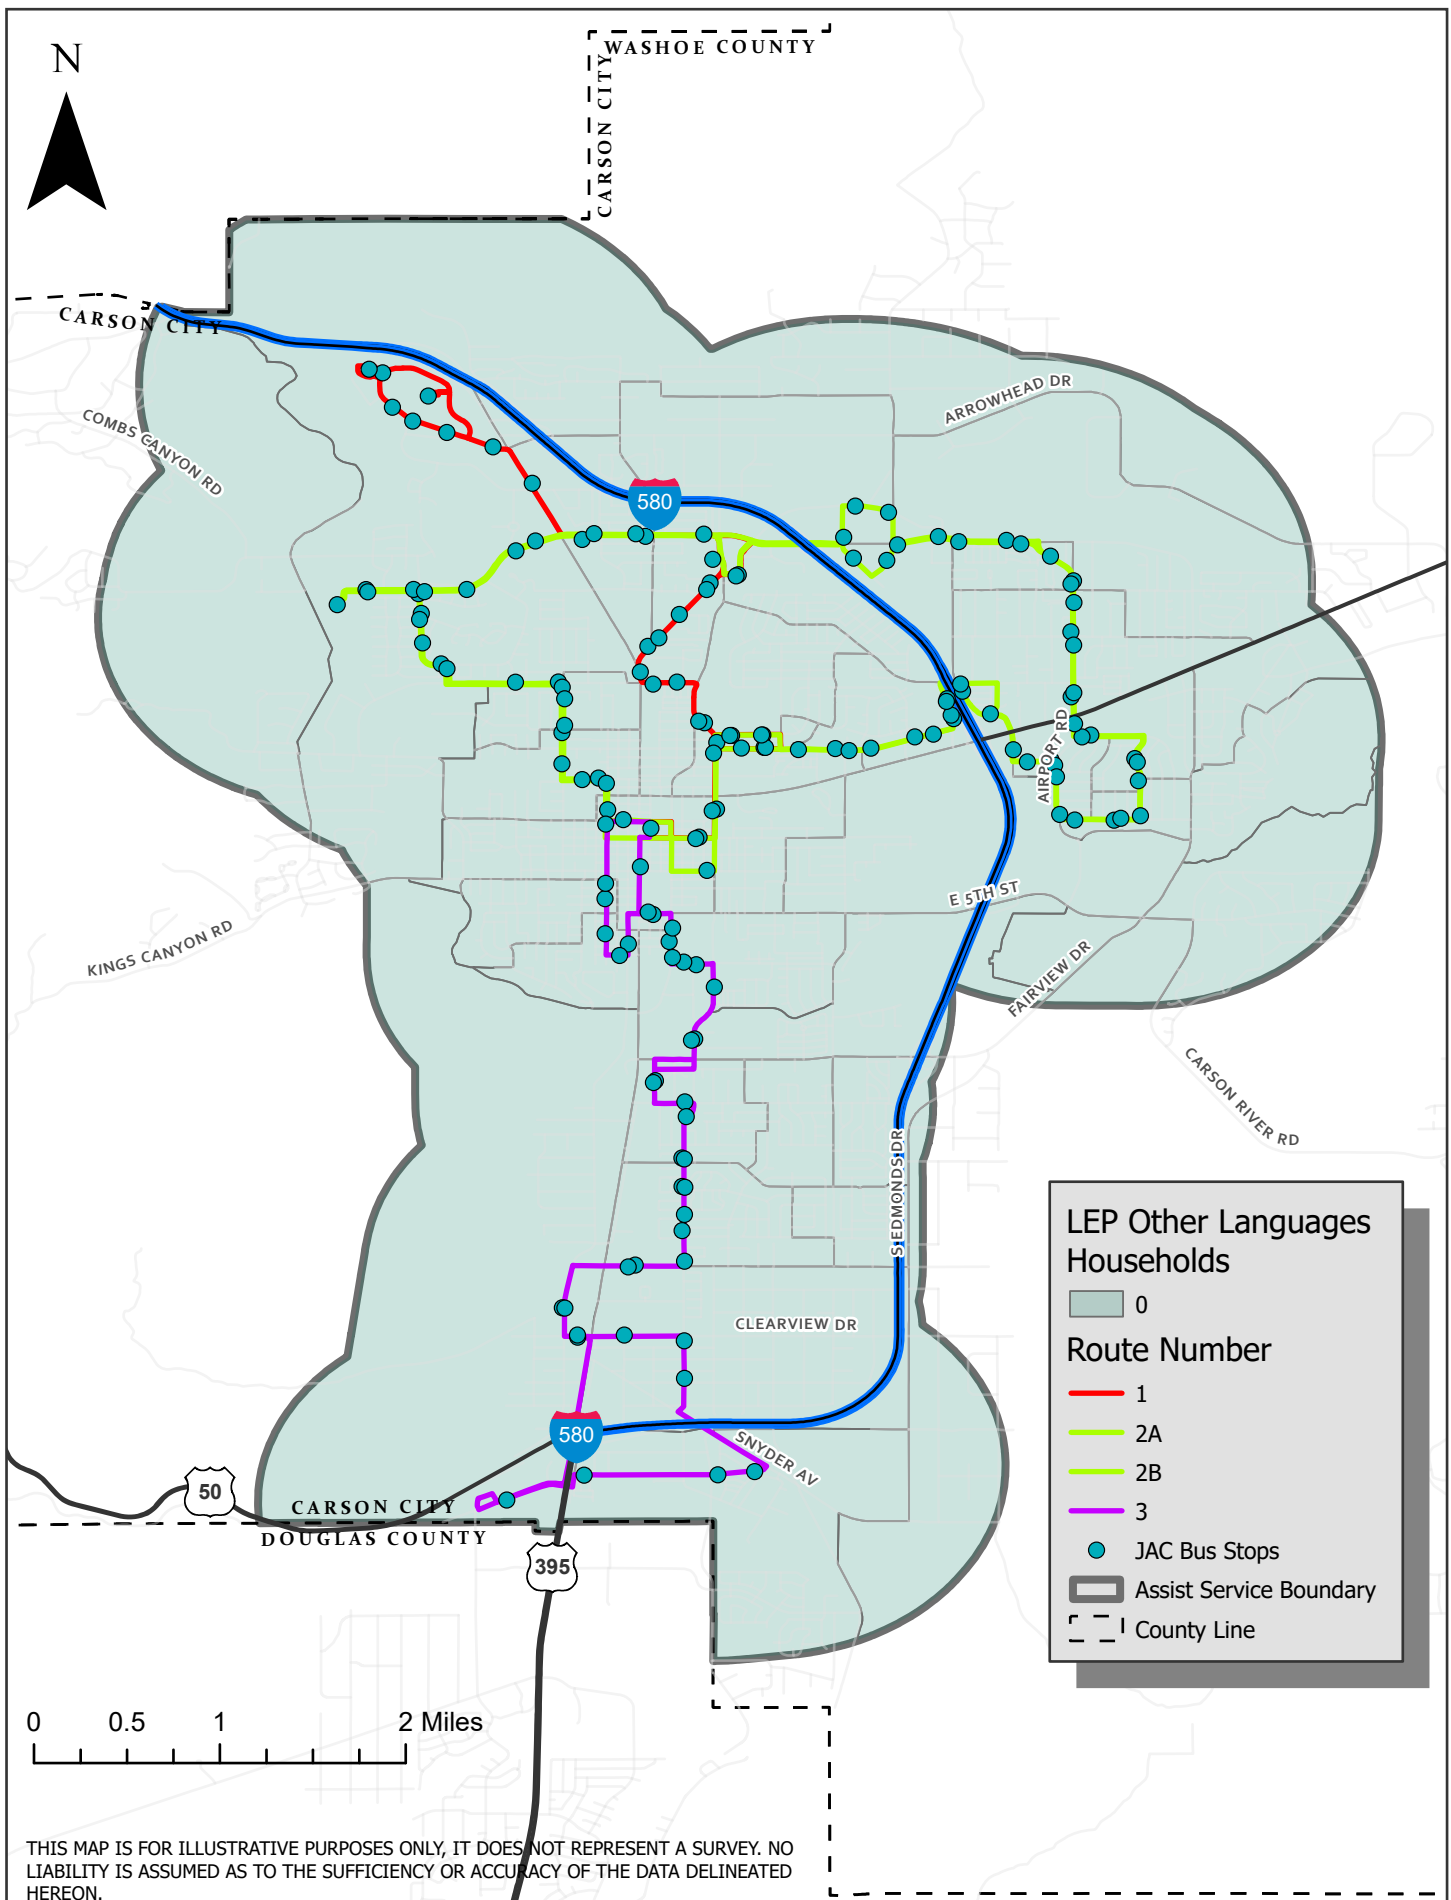 N
WASHOE COUNTY
CARSON CITY
CARSON CITY
ARROWHEAD DR
COMBS CANYON RD
580
AIRPORT RD
E 5TH ST
KINGS CANYON RD
FAIRVIEW DR
CARSON RIVER RD
S EDMONDS DR
CLEARVIEW DR
580
SNYDER AV
50
CARSON CITY
DOUGLAS COUNTY
395
LEP Other Languages
Households
0
Route Number
1
2A
2B
3
JAC Bus Stops
Assist Service Boundary
County Line
0 0.5 1 2 Miles
THIS MAP IS FOR ILLUSTRATIVE PURPOSES ONLY, IT DOES NOT REPRESENT A SURVEY. NO
LIABILITY IS ASSUMED AS TO THE SUFFICIENCY OR ACCURACY OF THE DATA DELINEATED
HEREON.